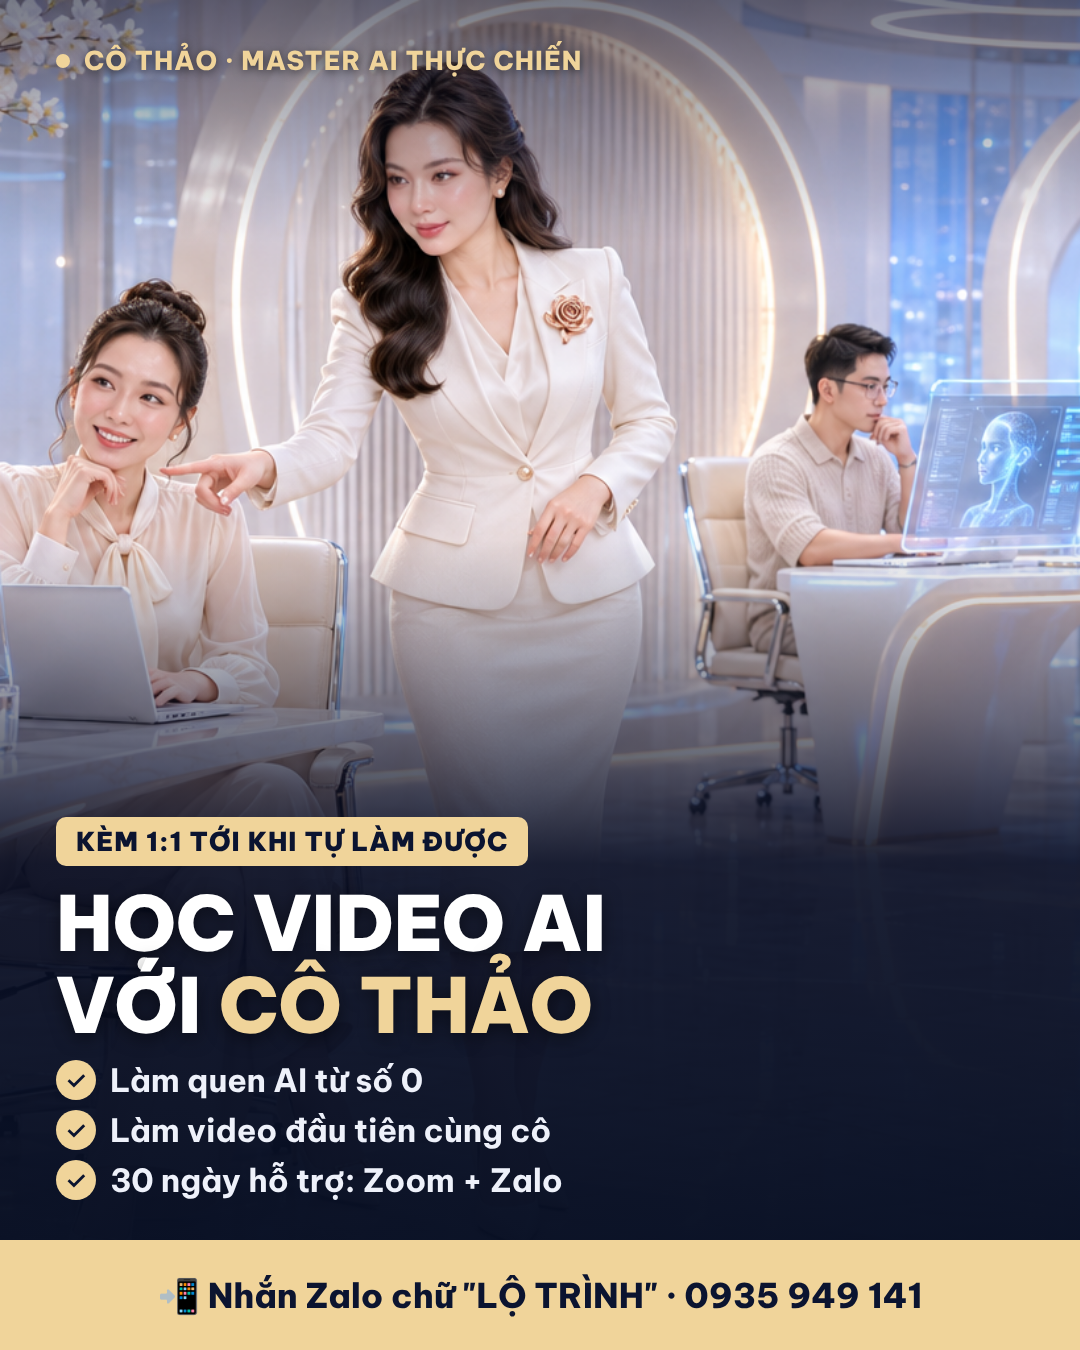 CÔ THẢO · MASTER AI THỰC CHIẾN
KÈM 1:1 TỚI KHI TỰ LÀM ĐƯỢC
HỌC VIDEO AI
VỚI CÔ THẢO
Làm quen AI từ số 0
Làm video đầu tiên cùng cô
30 ngày hỗ trợ: Zoom + Zalo
📲 Nhắn Zalo chữ "LỘ TRÌNH" · 0935 949 141